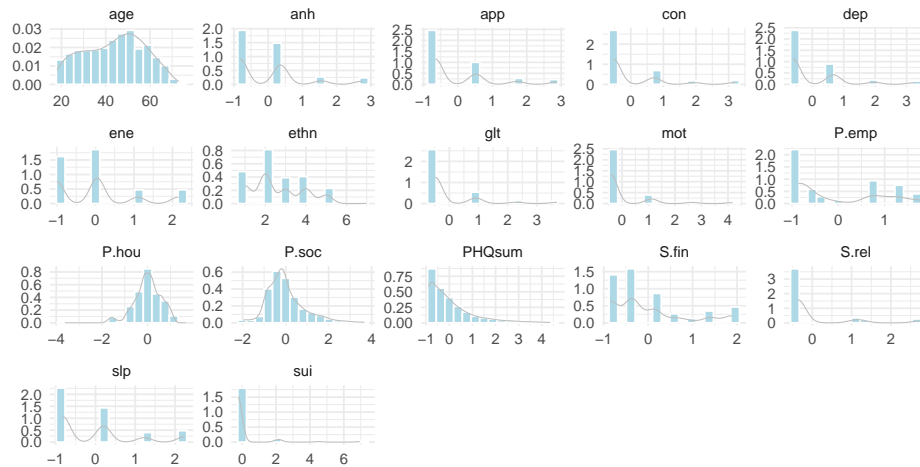 age anh app con dep
0.03 2.0 2.5 2.5
0.02 1.5 2.0 2 2.0
1.0 1.5 1.5
0.01 0.5 1.0 1 1.0
0.5 0.5
0.00 0.0 0.0 0 0.0
20 40 60 −1 0 1 2 3 −1 0 1 2 3 0 1 2 3 0 1 2 3
ene ethn glt mot P.emp
1.5 0.8 2 2.5 2.0
0.6 2.0 1.5
1.0 0.4 1 1.5 1.0
0.5 0.2 1.0 0.5
0.5
0.0 0.0 0 0.0 0.0
−1 0 1 2 2 4 6 0 1 2 3 0 1 2 3 4 −1 0 1
P.hou P.soc PHQsum S.fin S.rel
0.8 0.6 0.75 1.5 3
0.6 0.4 0.50 1.0 2
0.4 0.2 0.25 0.5 1
0.2
0.0 0.0 0.00 0.0 0
−4 −2 0 −2 0 2 4 −1 0 1 2 3 4 −1 0 1 2 0 1 2
slp sui
2.0 1.5
1.5 1.0
1.0 0.5
0.5
0.0 0.0
−1 0 1 2 0 2 4 6